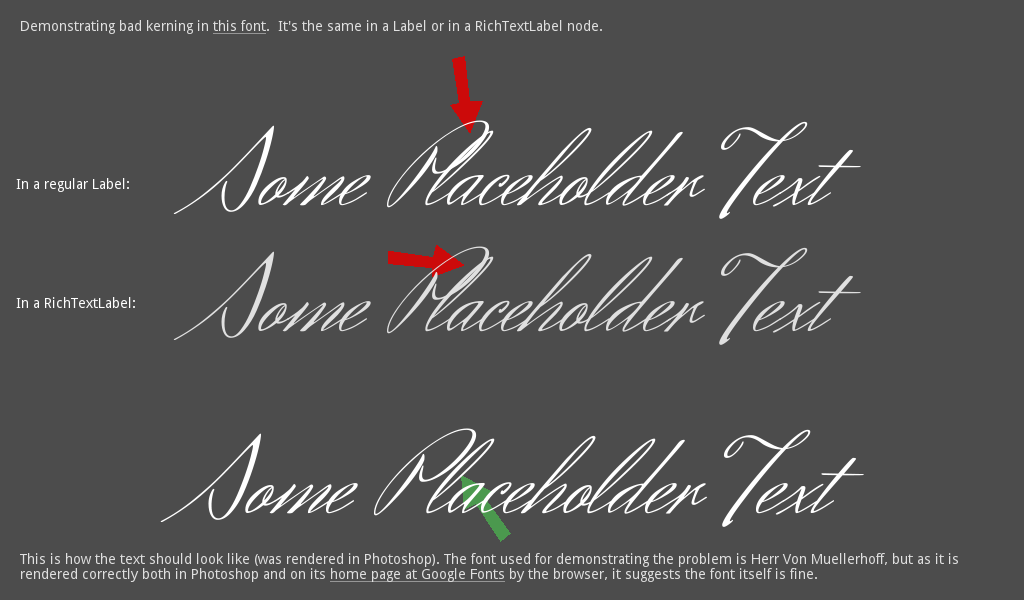 Demonstrating bad kerning in this font.  It's the same in a Label or in a RichTextLabel node.
In a regular Label: Some Placeholder Text
In a RichTextLabel: Some Placeholder Text
Some Placeholder Text
This is how the text should look like (was rendered in Photoshop). The font used for demonstrating the problem is Herr Von Muellerhoff, but as it is
rendered correctly both in Photoshop and on its home page at Google Fonts by the browser, it suggests the font itself is fine.